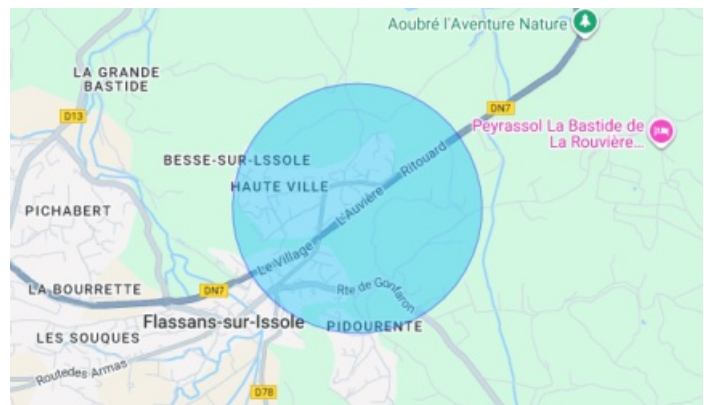 Aoubré l'Aventure Nature
LA GRANDE
BASTIDE
D13
DN7
Peyrassol La Bastide de
La Rouvière...
BESSE-SUR-LSSOLE
HAUTE VILLE
Ritouard
L'Auvière
PICHABERT
Le Village
LA BOURRETTE
DN7
Rte de Gonfaron
Flassans-sur-Issole
PIDOURENTE
LES SOUQUES
Routedes Armas
D78